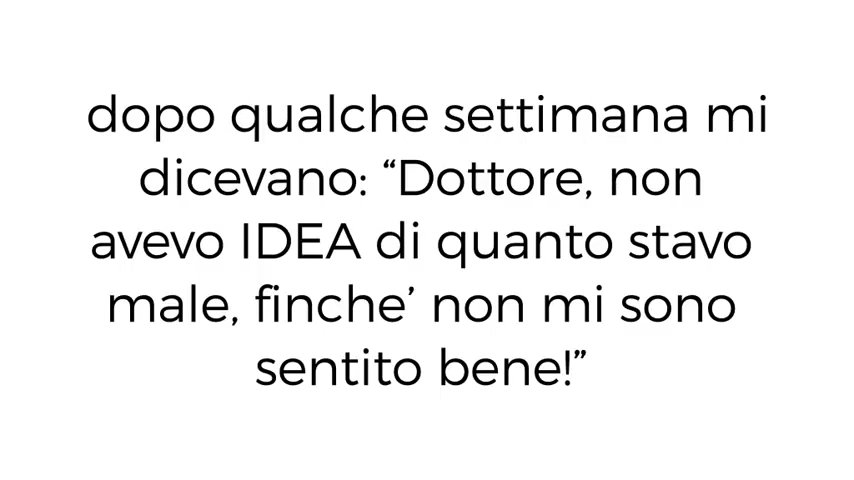 dopo qualche settimana mi
dicevano: “Dottore, non
avevo IDEA di quanto stavo
male, finche’ non mi sono
sentito bene!”